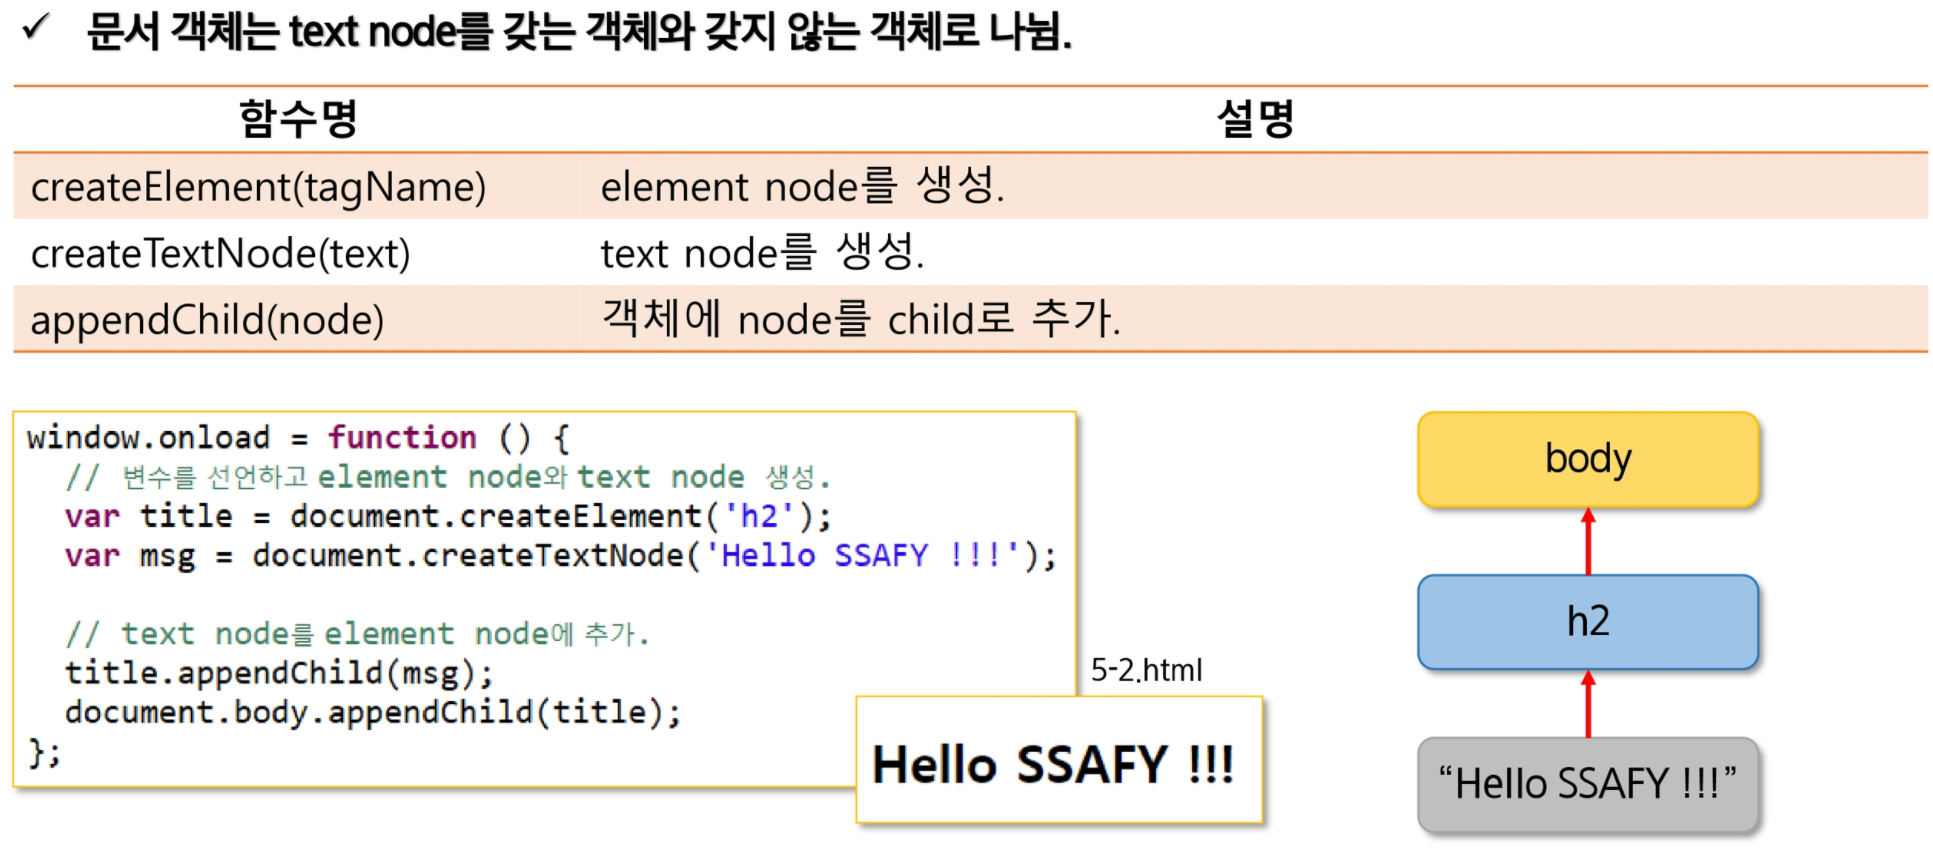 ✓ 문서 객체는 text node를 갖는 객체와 갖지 않는 객체로 나뉨.
함수명 설명
createElement(tagName) element node를 생성.
createTextNode(text) text node를 생성.
appendChild(node) 객체에 node를 child로 추가.
window.onload = function () {
  // 변수를 선언하고 element node와 text node 생성.
  var title = document.createElement('h2');
  var msg = document.createTextNode('Hello SSAFY !!!');

  // text node를 element node에 추가.
  title.appendChild(msg);
  document.body.appendChild(title);
};
5-2.html
Hello SSAFY !!!
body
h2
“Hello SSAFY !!!”